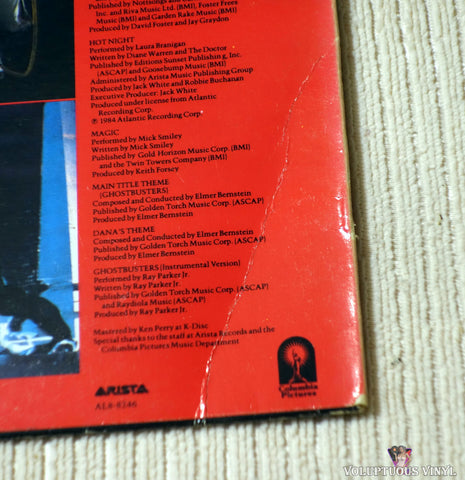 Published by Nottsongs and
Inc. and Riva Music Ltd. (BMI), Foster Frees
Music (BMI) and Garden Rake Music (BMI)
Produced by David Foster and Jay Graydon
HOT NIGHT
Performed by Laura Branigan
Written by Diane Warren and The Doctor
Published by Editions Sunset Publishing, Inc.
(ASCAP) and Goosebump Music (BMI)
Administered by Arista Music Publishing Group
Produced by Jack White and Robbie Buchanan
Executive Producer: Jack White
Produced under license from Atlantic
Recording Corp.
℗ 1984 Atlantic Recording Corp.
MAGIC
Performed by Mick Smiley
Written by Mick Smiley
Published by Gold Horizon Music Corp. (BMI)
and the Twin Towers Company (BMI)
Produced by Keith Forsey
MAIN TITLE THEME
(GHOSTBUSTERS)
Composed and Conducted by Elmer Bernstein
Published by Golden Torch Music Corp. (ASCAP)
Produced by Elmer Bernstein
DANA'S THEME
Composed and Conducted by Elmer Bernstein
Published by Golden Torch Music Corp. (ASCAP)
Produced by Elmer Bernstein
GHOSTBUSTERS (Instrumental Version)
Performed by Ray Parker Jr.
Written by Ray Parker Jr.
Published by Golden Torch Music Corp. (ASCAP)
and Raydiola Music (ASCAP)
Produced by Ray Parker Jr.
Mastered by Ken Perry at K-Disc
Special thanks to the staff at Arista Records and the
Columbia Pictures Music Department
ARISTA
AL8-8246
Columbia
Pictures
VOLUPTUOUS VINYL